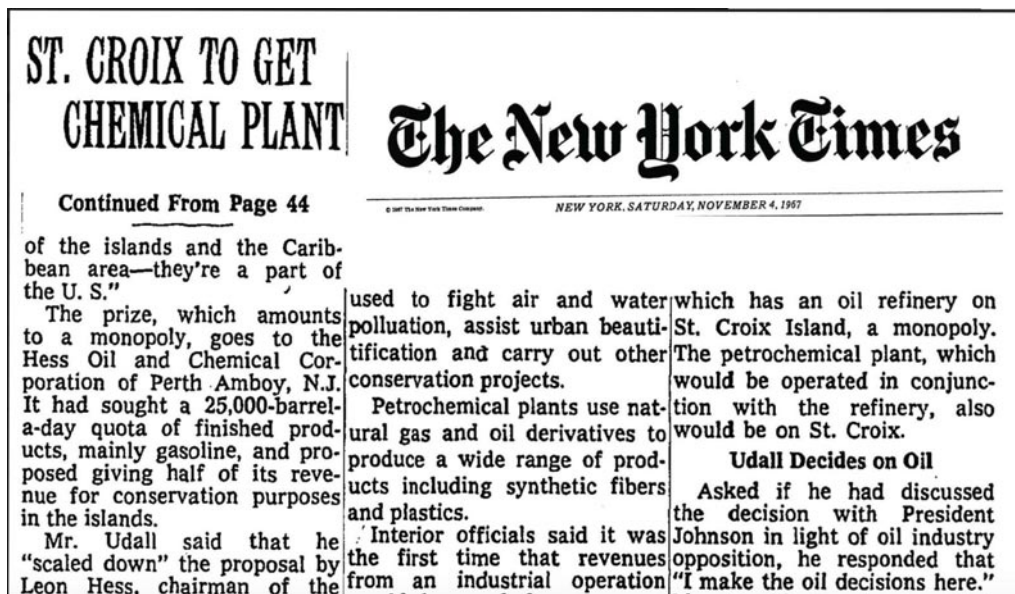 ST. CROIX TO GET
CHEMICAL PLANT
The New York Times
© 1967 The New York Times Company.
NEW YORK, SATURDAY, NOVEMBER 4, 1967
Continued From Page 44
of the islands and the Carib-
bean area—they're a part of
the U. S."
The prize, which amounts
to a monopoly, goes to the
Hess Oil and Chemical Cor-
poration of Perth Amboy, N.J.
It had sought a 25,000-barrel-
a-day quota of finished prod-
ucts, mainly gasoline, and pro-
posed giving half of its reve-
nue for conservation purposes
in the islands.
Mr. Udall said that he
"scaled down" the proposal by
Leon Hess, chairman of the
used to fight air and water
polluation, assist urban beauti-
tification and carry out other
conservation projects.
Petrochemical plants use nat-
ural gas and oil derivatives to
produce a wide range of prod-
ucts including synthetic fibers
and plastics.
Interior officials said it was
the first time that revenues
from an industrial operation
which has an oil refinery on
St. Croix Island, a monopoly.
The petrochemical plant, which
would be operated in conjunc-
tion with the refinery, also
would be on St. Croix.
Udall Decides on Oil
Asked if he had discussed
the decision with President
Johnson in light of oil industry
opposition, he responded that
"I make the oil decisions here."